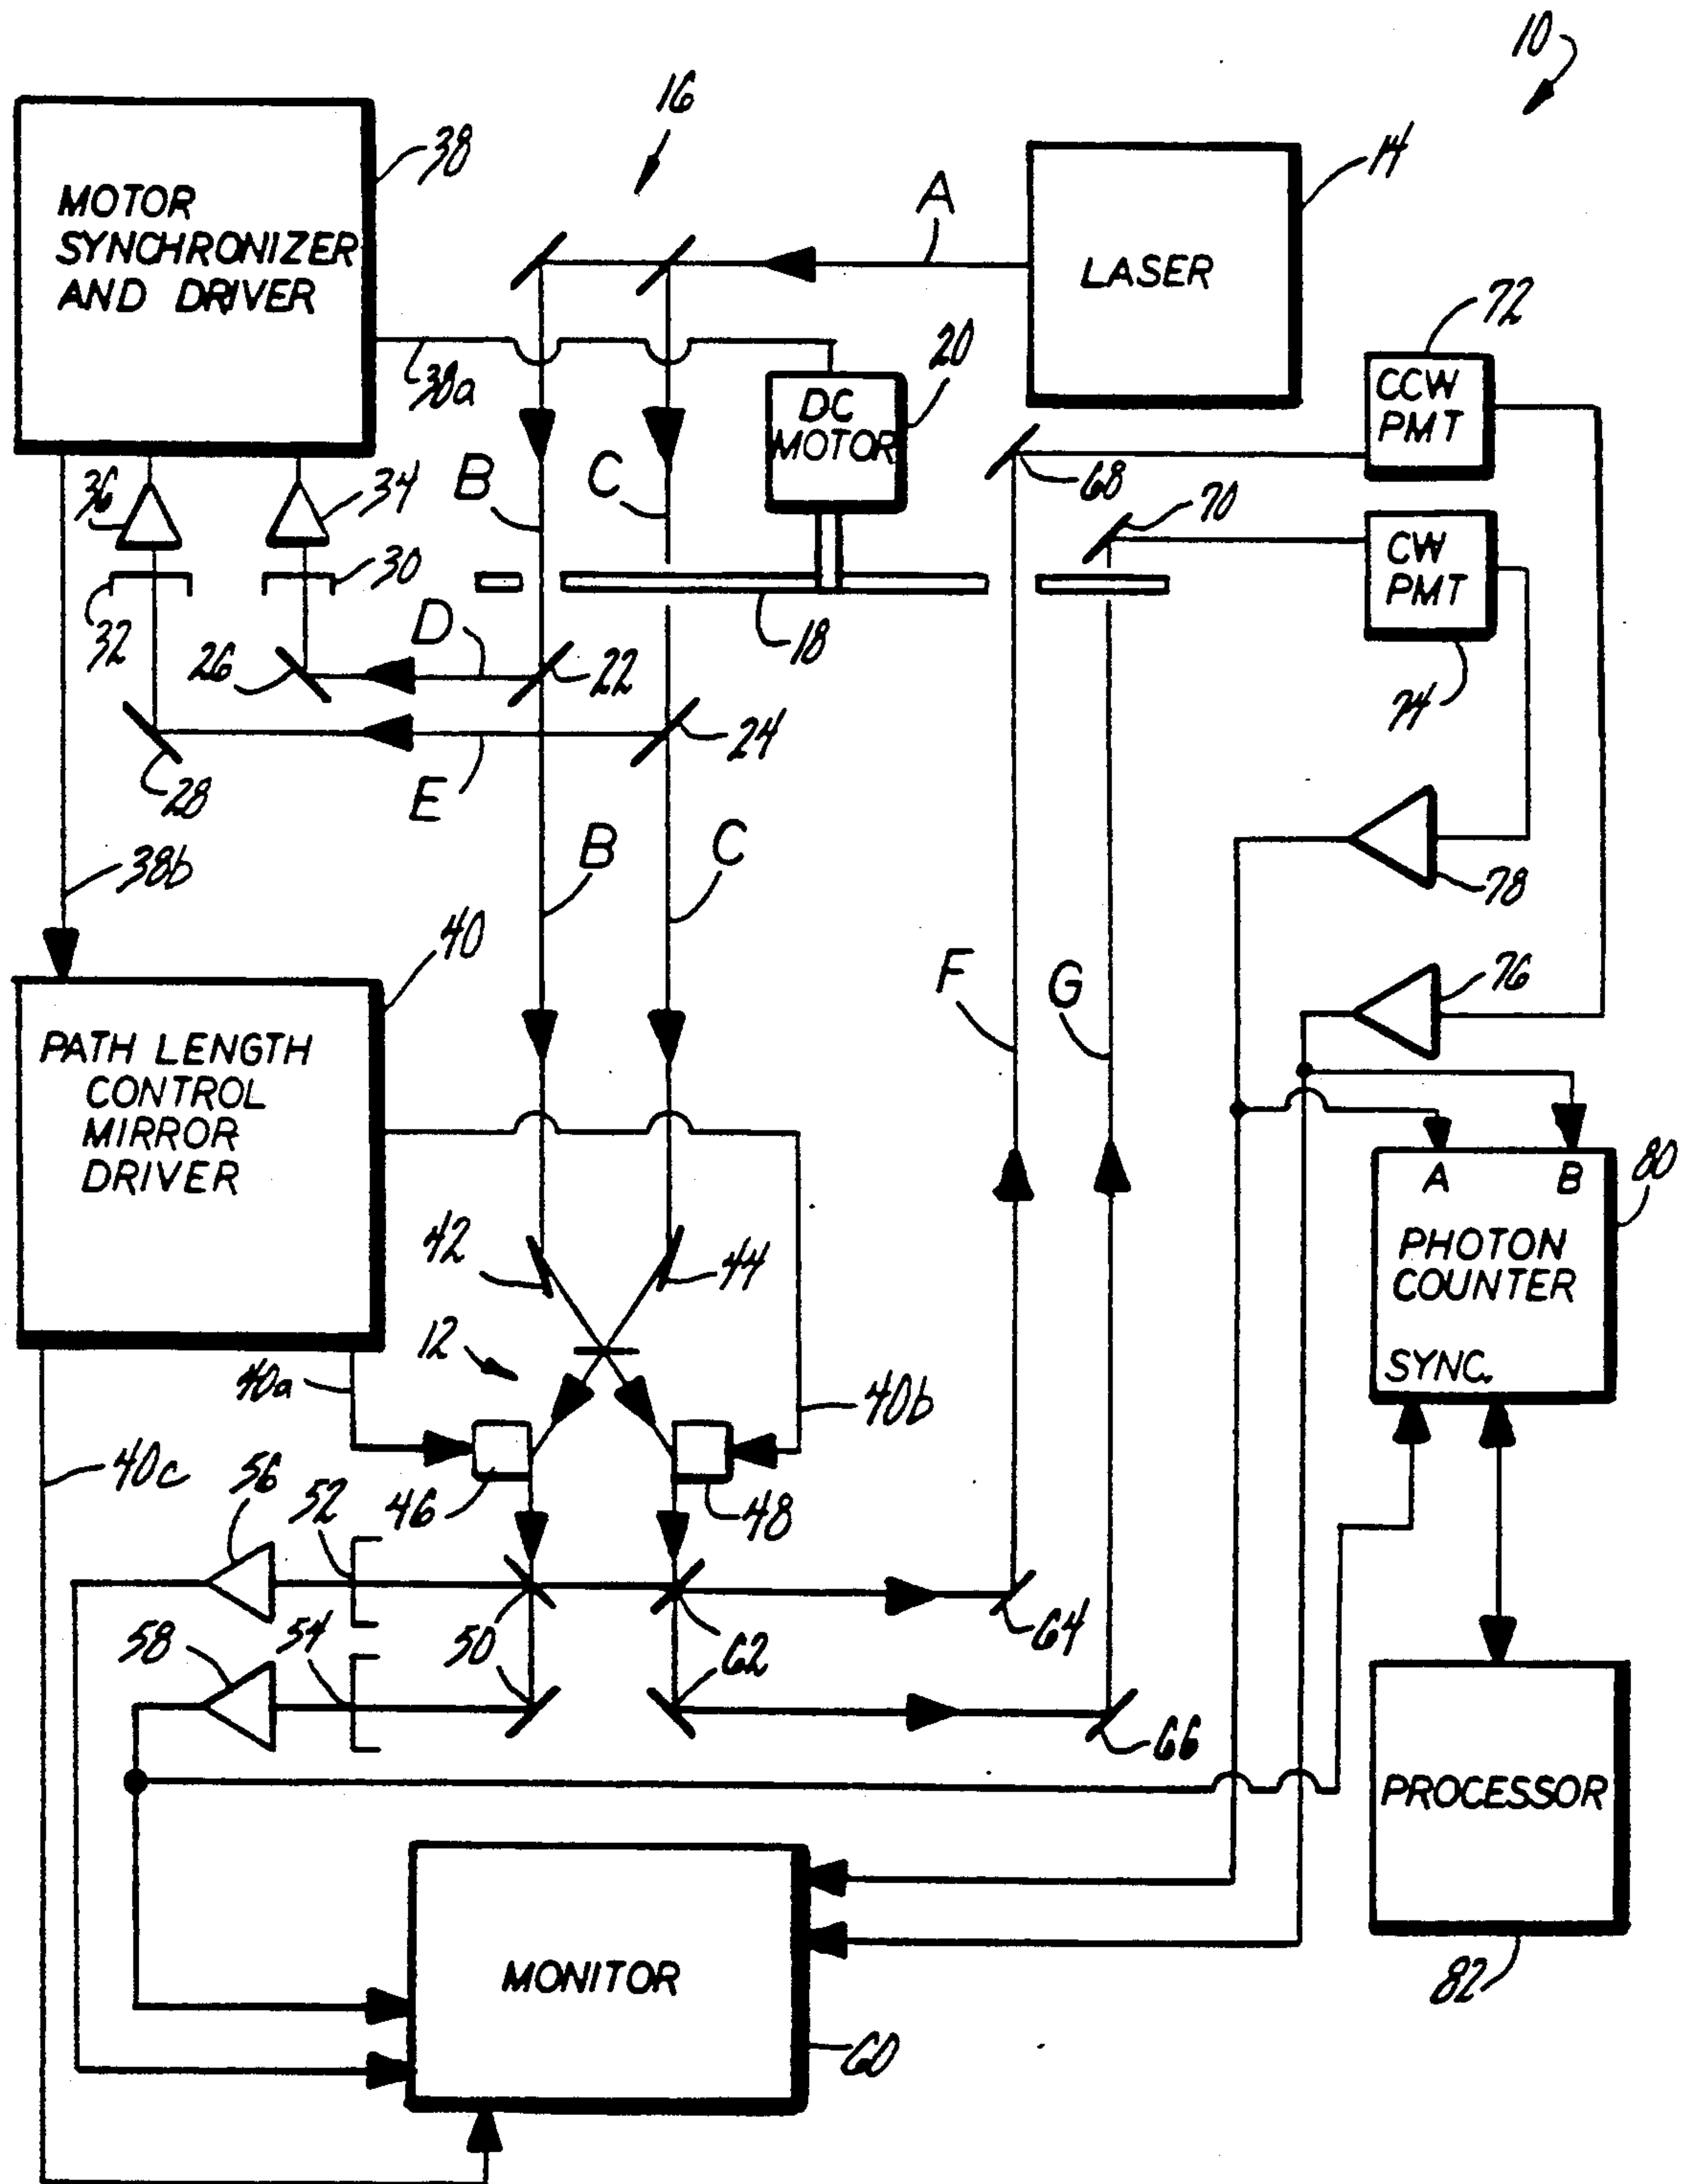 10
16
38
14
MOTOR
SYNCHRONIZER
AND DRIVER
A
LASER
72
20
38a
CCW
PMT
DC
MOTOR
B
C
68
36
34
70
CW
PMT
30
32
18
D
26
22
74
24
28
E
38b
B
C
78
40
F
G
76
PATH LENGTH
CONTROL
MIRROR
DRIVER
42
44
A
B
80
PHOTON
COUNTER
12
SYNC.
40a
40b
40c
56
52
46
48
58
54
50
62
64
66
PROCESSOR
MONITOR
82
60